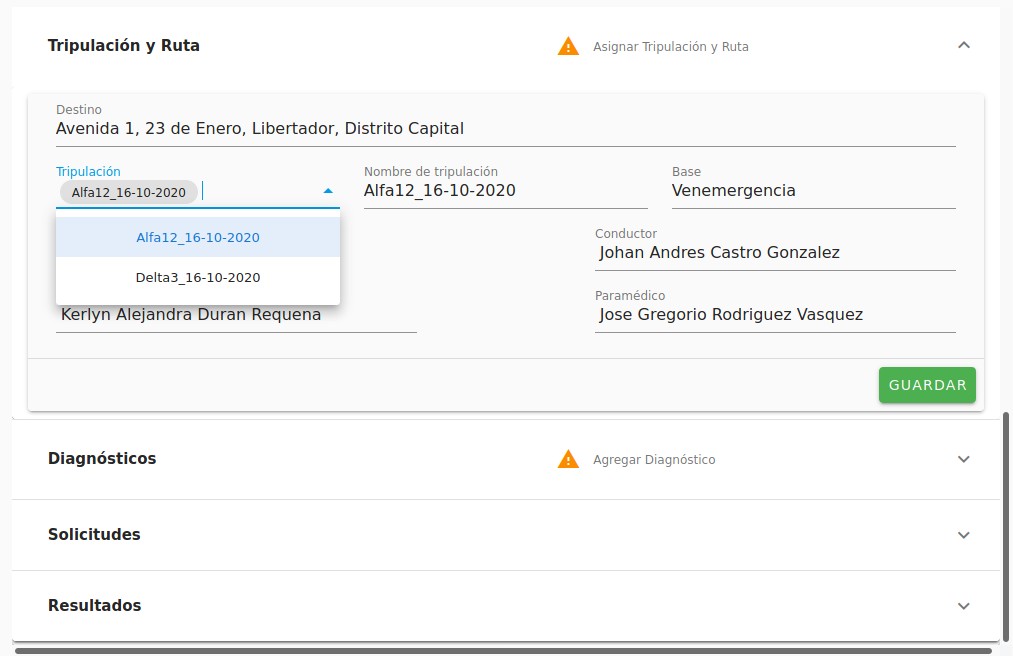 Tripulación y Ruta
Asignar Tripulación y Ruta
Destino
Avenida 1, 23 de Enero, Libertador, Distrito Capital
Tripulación
Alfa12_16-10-2020
Nombre de tripulación
Alfa12_16-10-2020
Base
Venemergencia
Alfa12_16-10-2020
Delta3_16-10-2020
Conductor
Johan Andres Castro Gonzalez
Kerlyn Alejandra Duran Requena
Paramédico
Jose Gregorio Rodriguez Vasquez
GUARDAR
Diagnósticos
Agregar Diagnóstico
Solicitudes
Resultados